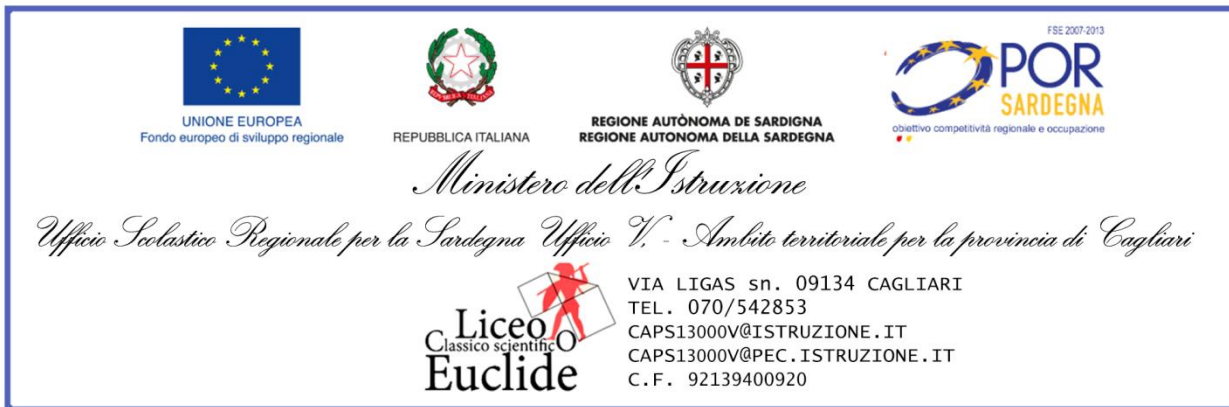 FSE 2007-2013
POR
SARDEGNA
obiettivo competitività regionale e occupazione
UNIONE EUROPEA
Fondo europeo di sviluppo regionale
REPUBBLICA ITALIANA
REGIONE AUTÒNOMA DE SARDIGNA
REGIONE AUTONOMA DELLA SARDEGNA
Ministero dell'Istruzione
Ufficio Scolastico Regionale per la Sardegna Ufficio V. - Ambito territoriale per la provincia di Cagliari
Liceo
Classico scientificO
Euclide
VIA LIGAS sn. 09134 CAGLIARI
TEL. 070/542853
CAPS13000V@ISTRUZIONE.IT
CAPS13000V@PEC.ISTRUZIONE.IT
C.F. 92139400920